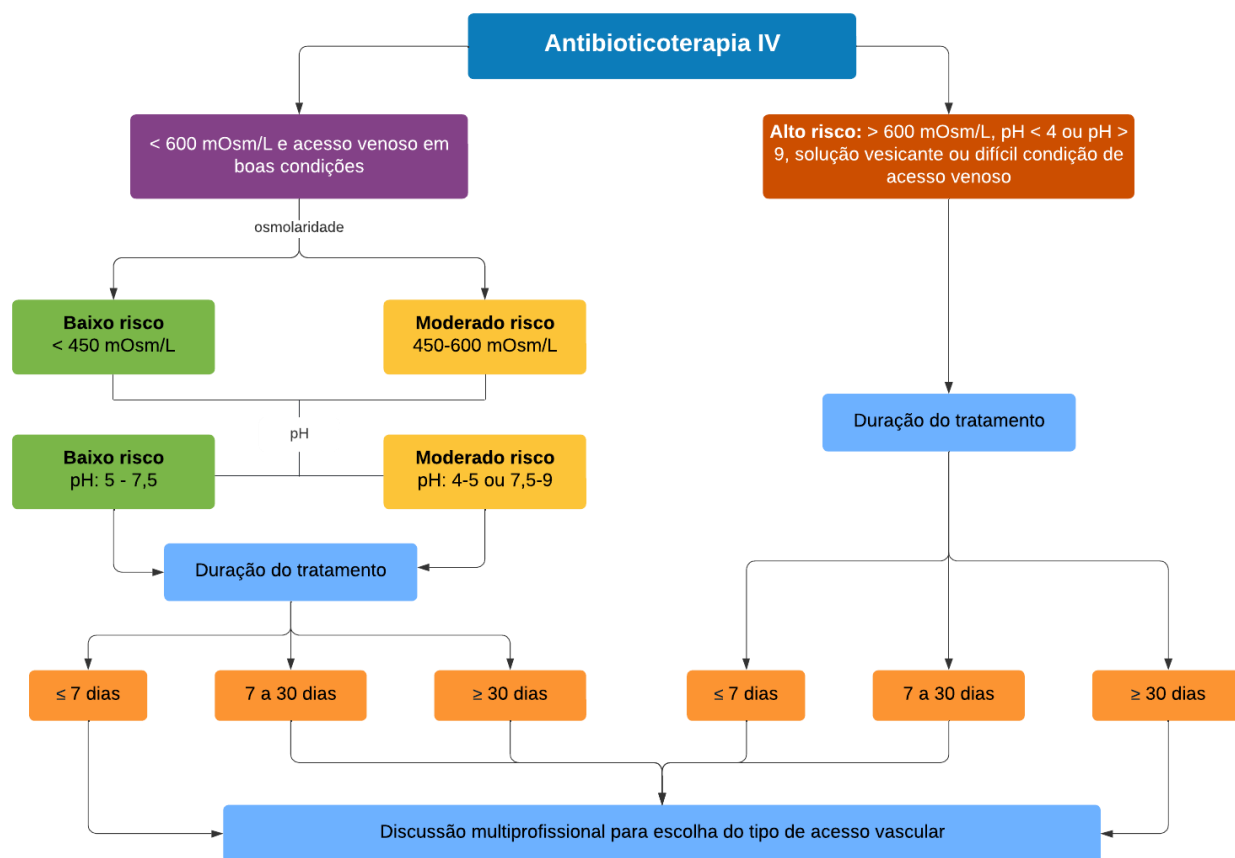 Antibioticoterapia IV
< 600 mOsm/L e acesso venoso em
boas condições
Alto risco: > 600 mOsm/L, pH < 4 ou pH >
9, solução vesicante ou difícil condição de
acesso venoso
osmolaridade
Baixo risco
< 450 mOsm/L
Moderado risco
450-600 mOsm/L
pH
Baixo risco
pH: 5 - 7,5
Moderado risco
pH: 4-5 ou 7,5-9
Duração do tratamento
Duração do tratamento
≤ 7 dias
7 a 30 dias
≥ 30 dias
≤ 7 dias
7 a 30 dias
≥ 30 dias
Discussão multiprofissional para escolha do tipo de acesso vascular